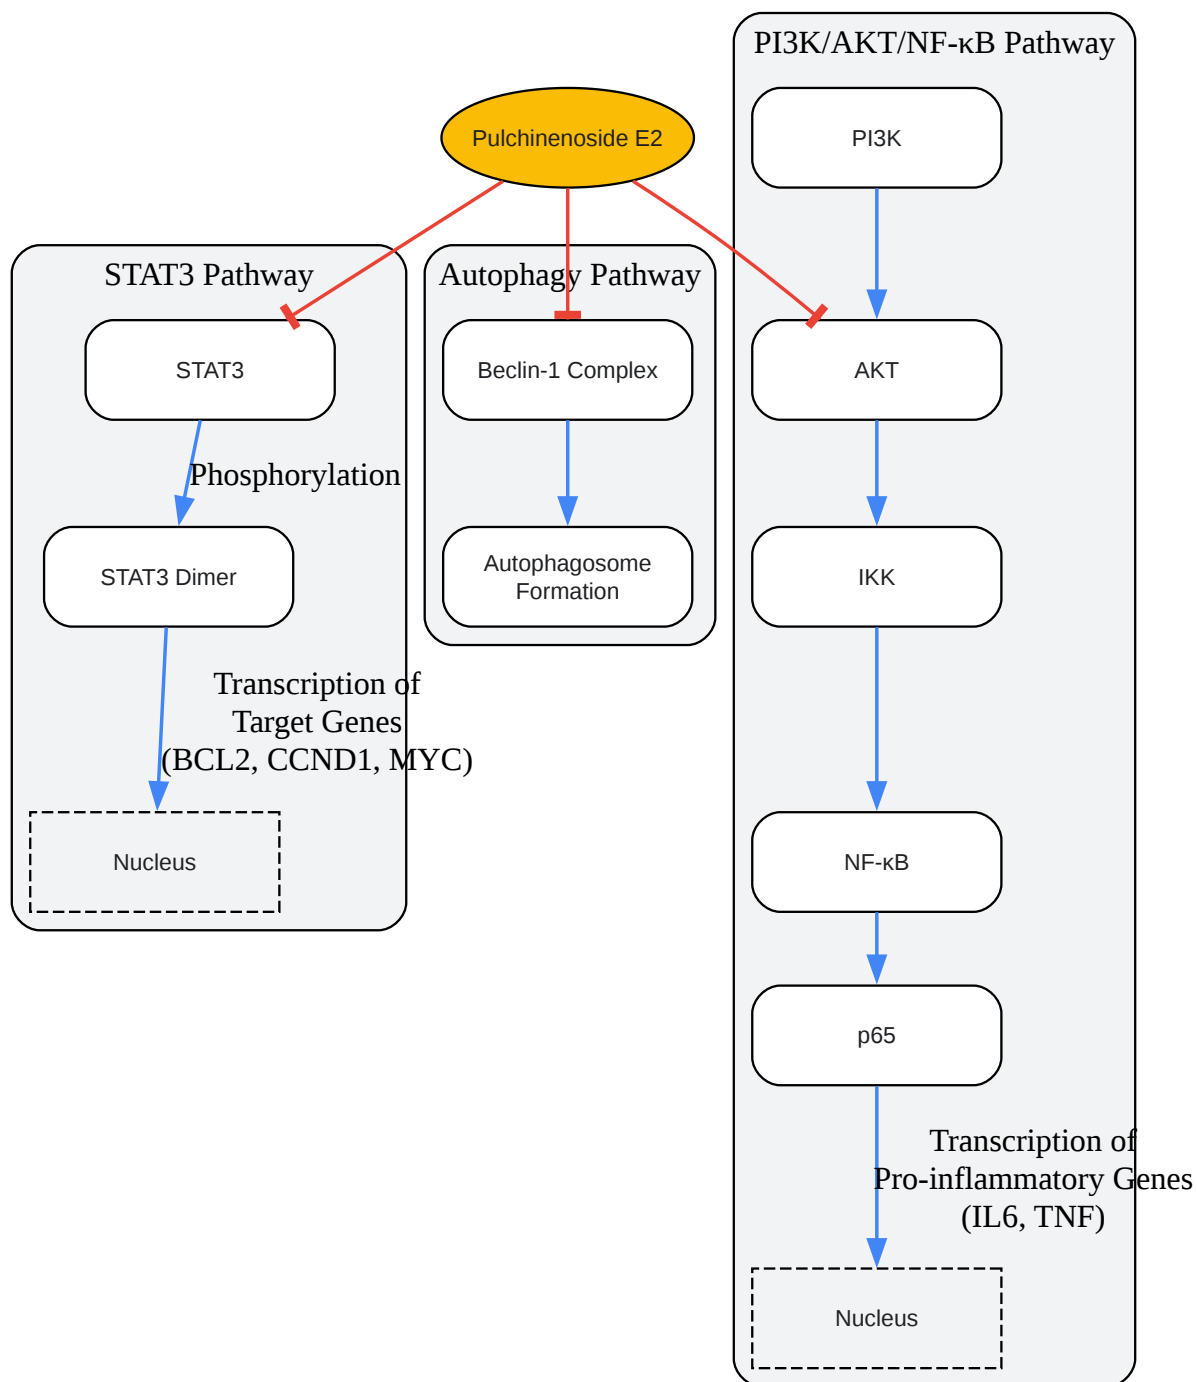 PI3K/AKT/NF-κB Pathway
Pulchinenoside E2
PI3K
STAT3 Pathway
Autophagy Pathway
STAT3
Beclin-1 Complex
AKT
Phosphorylation
STAT3 Dimer
Autophagosome
Formation
IKK
Transcription of
Target Genes
(BCL2, CCND1, MYC)
Nucleus
NF-κB
p65
Transcription of
Pro-inflammatory Genes
(IL6, TNF)
Nucleus